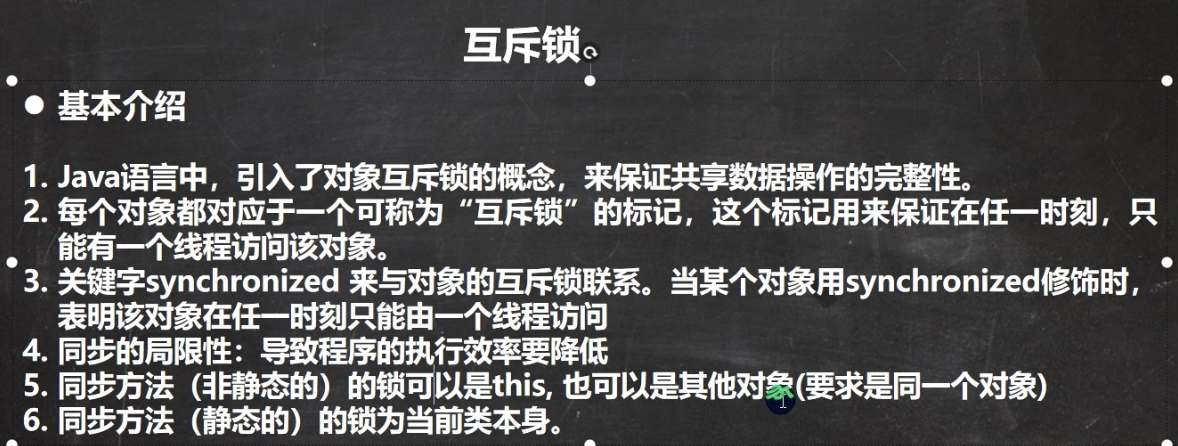 互斥锁
● 基本介绍
1. Java语言中，引入了对象互斥锁的概念，来保证共享数据操作的完整性。
2. 每个对象都对应于一个可称为“互斥锁”的标记，这个标记用来保证在任一时刻，只
能有一个线程访问该对象。
3. 关键字synchronized 来与对象的互斥锁联系。当某个对象用synchronized修饰时，
表明该对象在任一时刻只能由一个线程访问
4. 同步的局限性：导致程序的执行效率要降低
5. 同步方法（非静态的）的锁可以是this, 也可以是其他对象(要求是同一个对象)
6. 同步方法（静态的）的锁为当前类本身。